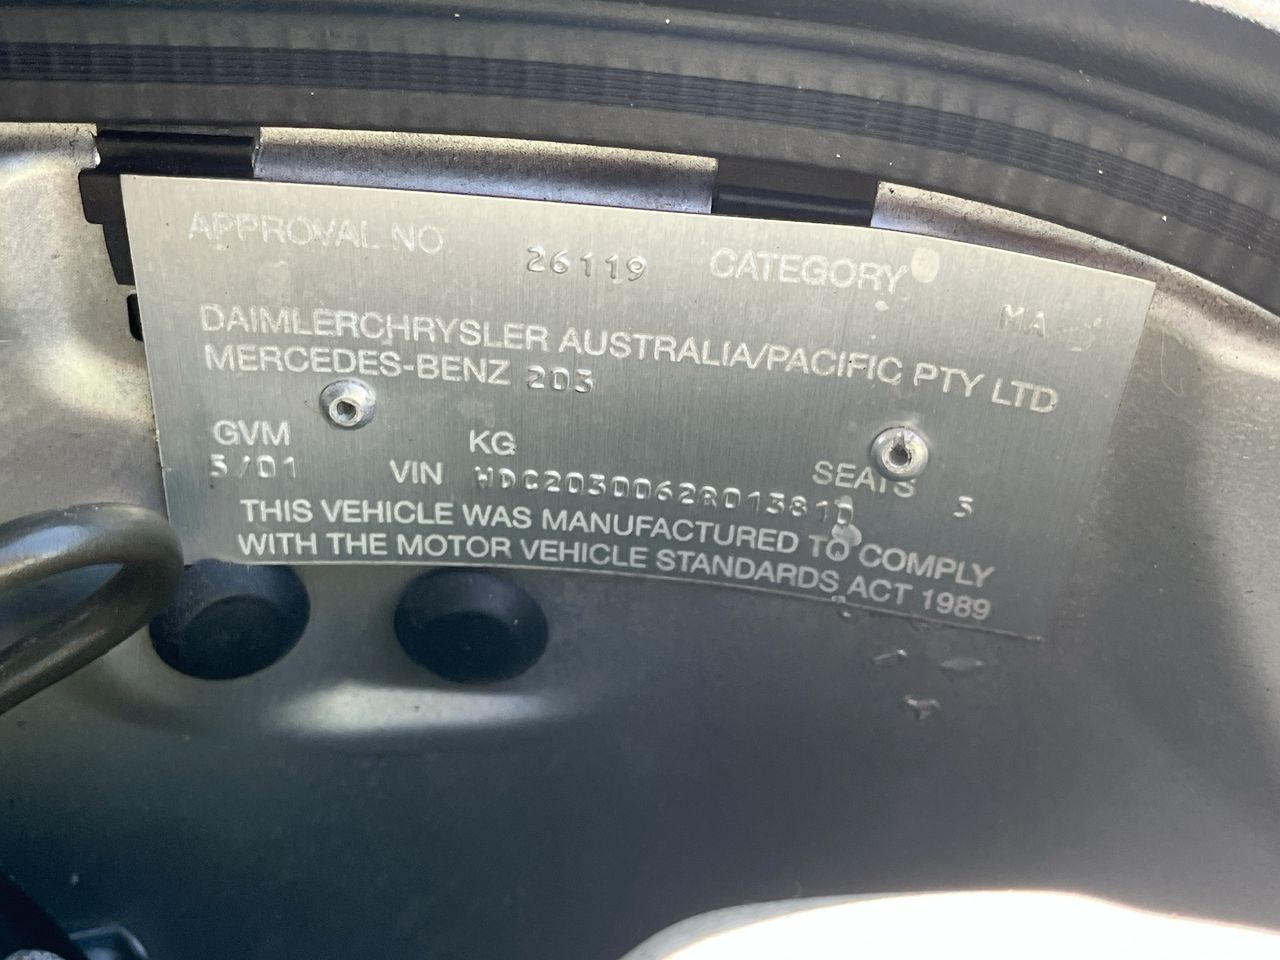 APPROVAL NO 26119 CATEGORY MA
DAIMLERCHRYSLER AUSTRALIA/PACIFIC PTY LTD
MERCEDES-BENZ 203
GVM KG SEATS 5
5/01 VIN WDC2030062R013810
THIS VEHICLE WAS MANUFACTURED TO COMPLY
WITH THE MOTOR VEHICLE STANDARDS ACT 1989